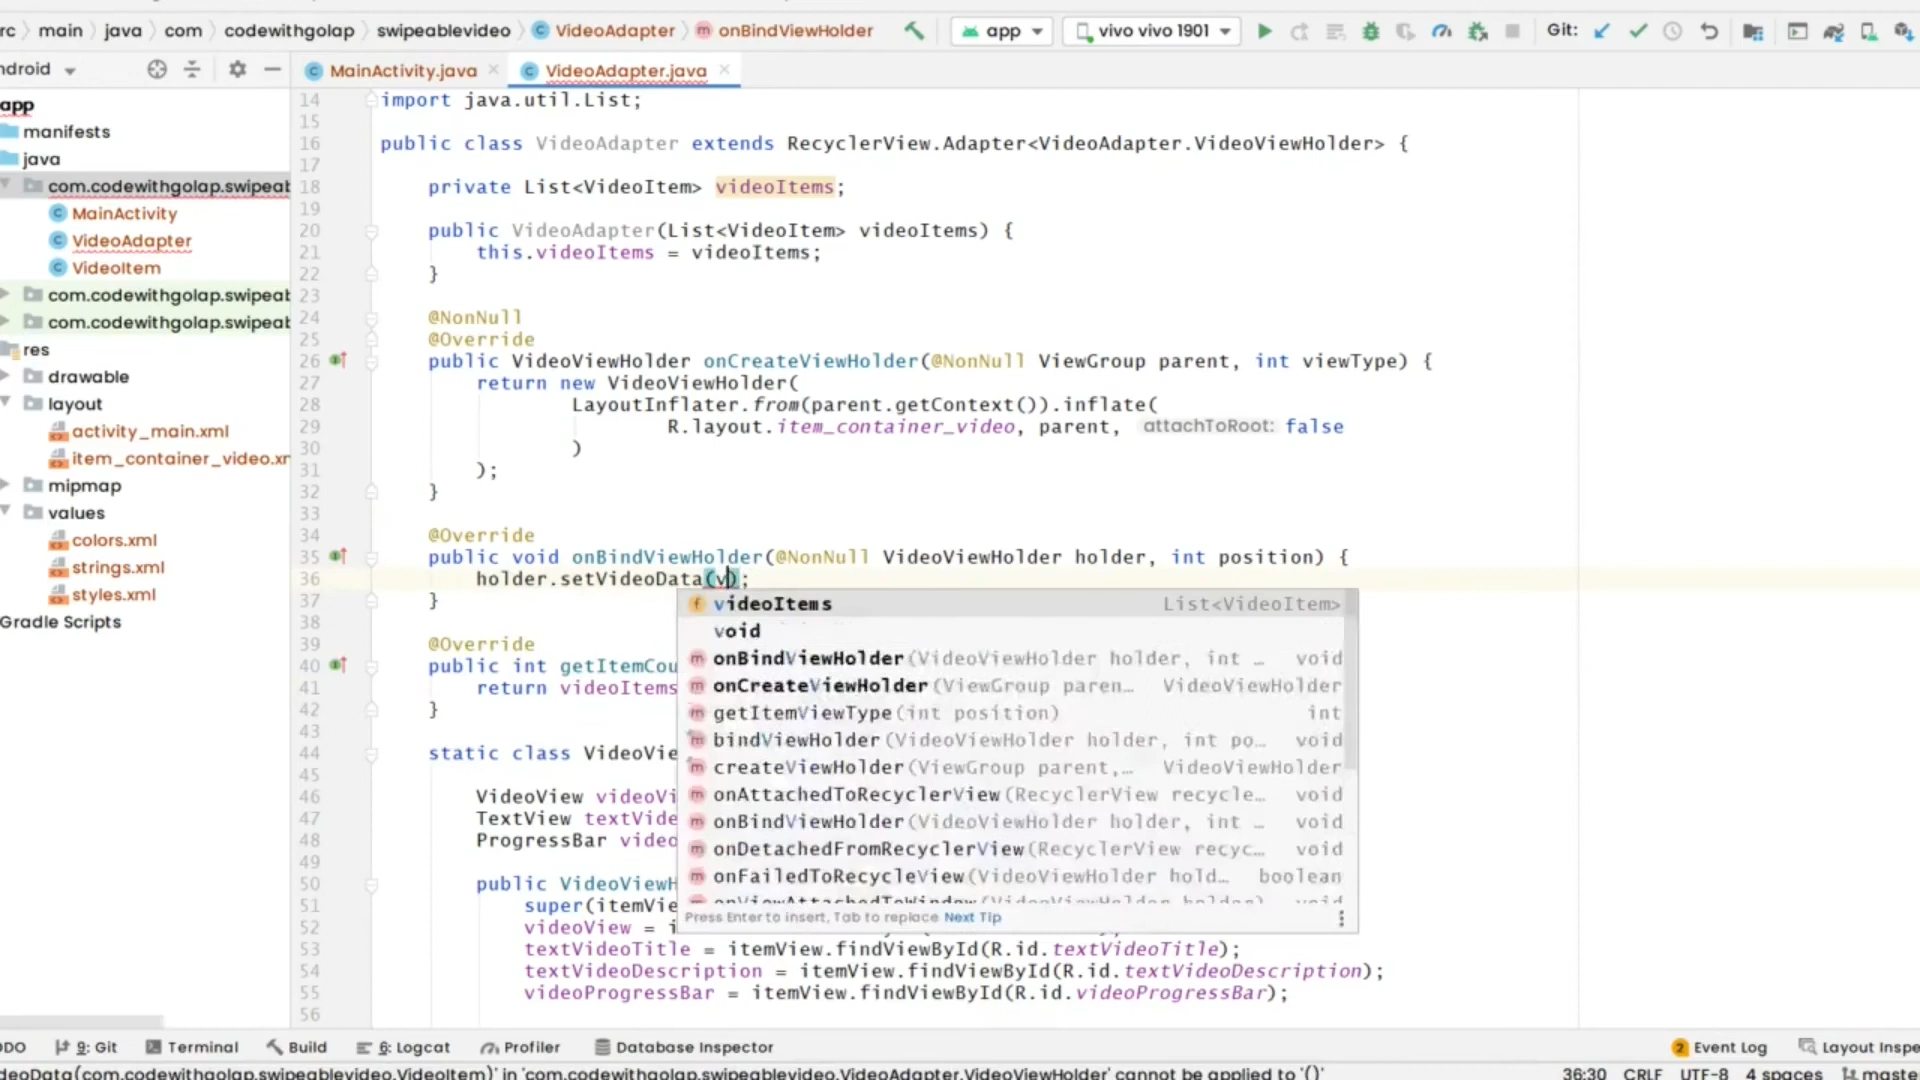 rc main java com codewithgolap swipeablevideo VideoAdapter onBindViewHolder app vivo vivo 1901 Git:
ndroid MainActivity.java VideoAdapter.java
app
manifests
java
com.codewithgolap.swipeab
MainActivity
VideoAdapter
VideoItem
com.codewithgolap.swipeab
com.codewithgolap.swipeab
res
drawable
layout
activity_main.xml
item_container_video.xr
mipmap
values
colors.xml
strings.xml
styles.xml
Gradle Scripts
14 import java.util.List;
15
16 public class VideoAdapter extends RecyclerView.Adapter<VideoAdapter.VideoViewHolder> {
17
18 private List<VideoItem> videoItems;
19
20 public VideoAdapter(List<VideoItem> videoItems) {
21 this.videoItems = videoItems;
22 }
23
24 @NonNull
25 @Override
26 public VideoViewHolder onCreateViewHolder(@NonNull ViewGroup parent, int viewType) {
27 return new VideoViewHolder(
28 LayoutInflater.from(parent.getContext()).inflate(
29 R.layout.item_container_video, parent, attachToRoot: false
30 )
31 );
32 }
33
34 @Override
35 public void onBindViewHolder(@NonNull VideoViewHolder holder, int position) {
36 holder.setVideoData(v);
37 }
38
39 @Override
40 public int getItemCou
41 return videoItems
42 }
43
44 static class VideoVie
45
46 VideoView videoVi
47 TextView textVide
48 ProgressBar video
49
50 public VideoViewH
51 super(itemVie
52 videoView = i
53 textVideoTitle = itemView.findViewById(R.id.textVideoTitle);
54 textVideoDescription = itemView.findViewById(R.id.textVideoDescription);
55 videoProgressBar = itemView.findViewById(R.id.videoProgressBar);
56
videoItems List<VideoItem>
void
onBindViewHolder(VideoViewHolder holder, int … void
onCreateViewHolder(ViewGroup paren… VideoViewHolder
getItemViewType(int position) int
bindViewHolder(VideoViewHolder holder, int po… void
createViewHolder(ViewGroup parent,… VideoViewHolder
onAttachedToRecyclerView(RecyclerView recycle… void
onBindViewHolder(VideoViewHolder holder, int … void
onDetachedFromRecyclerView(RecyclerView recyc… void
onFailedToRecycleView(VideoViewHolder hold… boolean
onViewAttachedToWindow(VideoViewHolder holder) void
Press Enter to insert, Tab to replace Next Tip
ODO 9: Git Terminal Build 6: Logcat Profiler Database Inspector 2 Event Log Layout Inspe
deoData(com.codewithgolap.swipeablevideo.VideoItem)' in 'com.codewithgolap.swipeablevideo.VideoAdapter.VideoViewHolder' cannot be applied to '()' 36:30 CRLF UTF-8 4 spaces maste